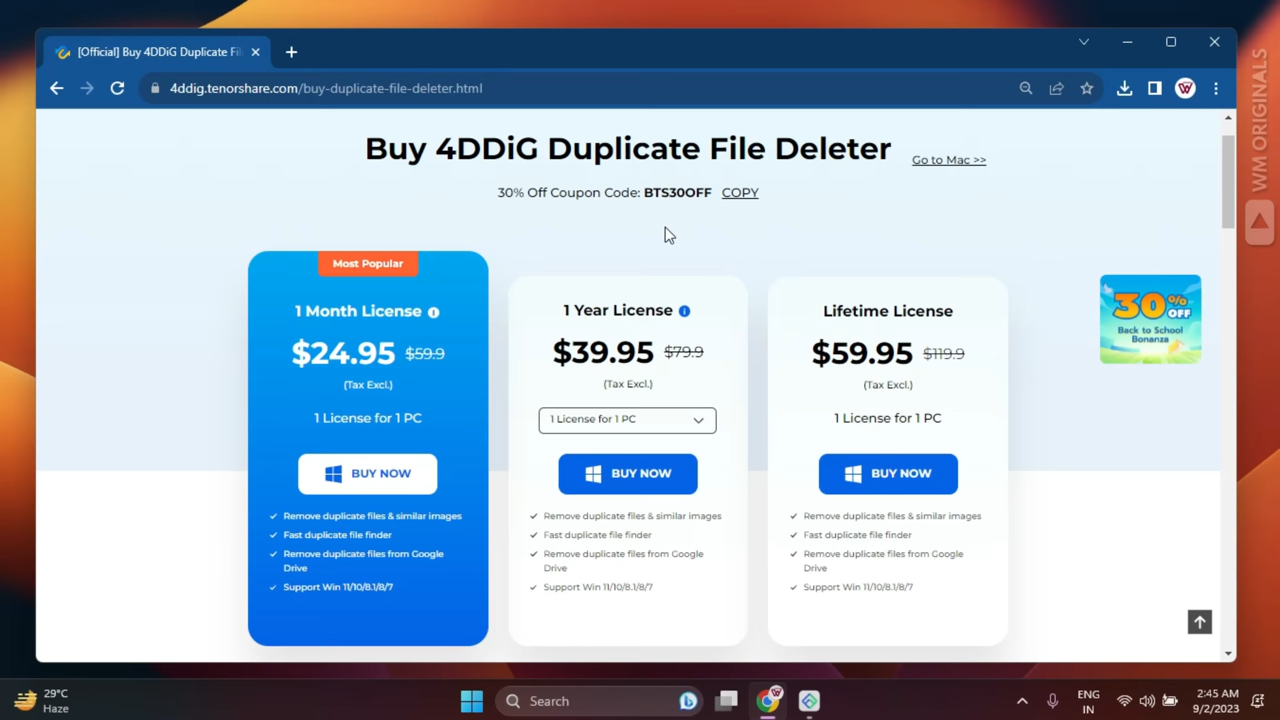 [Official] Buy 4DDiG Duplicate Fi
4ddig.tenorshare.com/buy-duplicate-file-deleter.html
WM ORIGINALS
Buy 4DDiG Duplicate File Deleter
Go to Mac >>
30% Off Coupon Code: BTS30OFF COPY
Most Popular
1 Month License
$24.95 $59.9
(Tax Excl.)
1 License for 1 PC
BUY NOW
Remove duplicate files & similar images
Fast duplicate file finder
Remove duplicate files from Google
Drive
Support Win 11/10/8.1/8/7
1 Year License
$39.95 $79.9
(Tax Excl.)
1 License for 1 PC
BUY NOW
Remove duplicate files & similar images
Fast duplicate file finder
Remove duplicate files from Google
Drive
Support Win 11/10/8.1/8/7
Lifetime License
$59.95 $119.9
(Tax Excl.)
1 License for 1 PC
BUY NOW
Remove duplicate files & similar images
Fast duplicate file finder
Remove duplicate files from Google
Drive
Support Win 11/10/8.1/8/7
30% OFF
Back to School
Bonanza
29°C
Haze
Search
ENG
IN
2:45 AM
9/2/2023